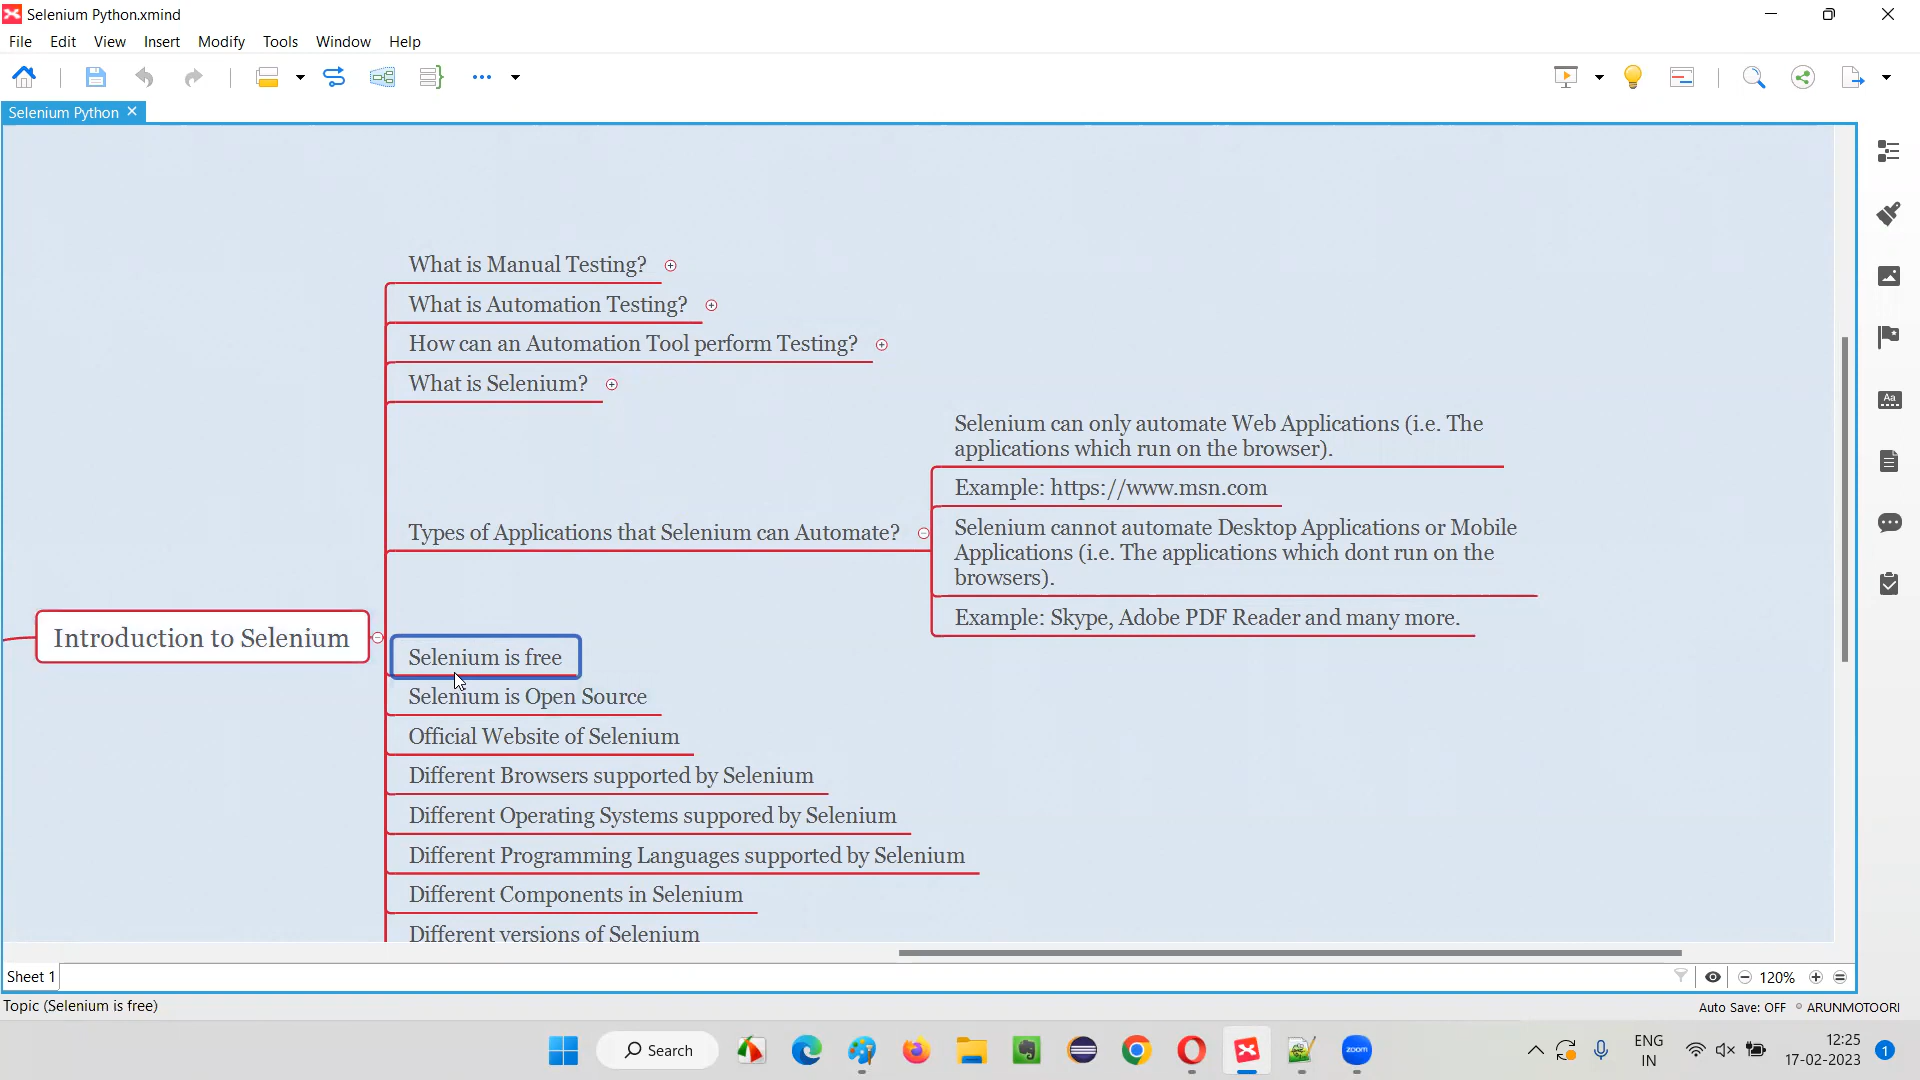 Selenium Python.xmind
File Edit View Insert Modify Tools Window Help
Selenium Python
What is Manual Testing?
What is Automation Testing?
How can an Automation Tool perform Testing?
What is Selenium?
Selenium can only automate Web Applications (i.e. The
applications which run on the browser).
Example: https://www.msn.com
Types of Applications that Selenium can Automate?
Selenium cannot automate Desktop Applications or Mobile
Applications (i.e. The applications which dont run on the
browsers).
Example: Skype, Adobe PDF Reader and many more.
Introduction to Selenium
Selenium is free
Selenium is Open Source
Official Website of Selenium
Different Browsers supported by Selenium
Different Operating Systems suppored by Selenium
Different Programming Languages supported by Selenium
Different Components in Selenium
Different versions of Selenium
Aa
Sheet 1
120%
Topic (Selenium is free)
Auto Save: OFF ARUNMOTOORI
Search
zoom
ENG
IN
12:25
17-02-2023
1